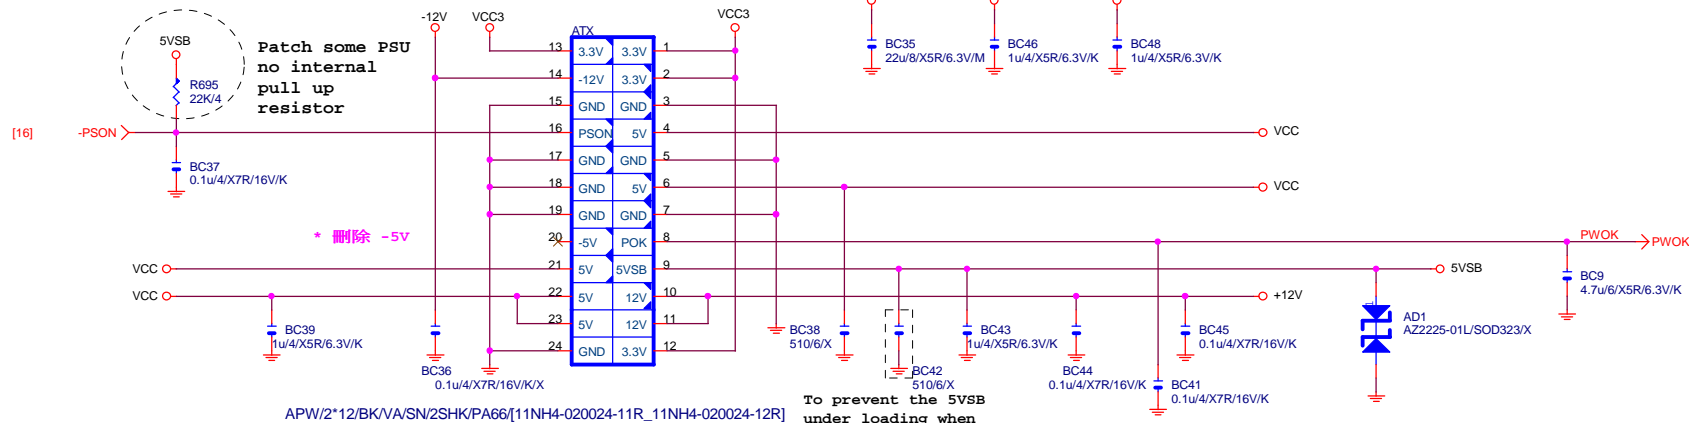 -12V
VCC3
VCC3
ATX
5VSB
Patch some PSU
no internal
pull up
resistor
R695
22K/4
BC35
22u/8/X5R/6.3V/M
BC46
1u/4/X5R/6.3V/K
BC48
1u/4/X5R/6.3V/K
13 3.3V 3.3V 1
14 -12V 3.3V 2
15 GND GND 3
[16] -PSON 16 PSON 5V 4 VCC
17 GND GND 5
BC37
0.1u/4/X7R/16V/K
18 GND 5V 6 VCC
19 GND GND 7
* 刪除 -5V
20 -5V POK 8 PWOK PWOK
VCC 21 5V 5VSB 9 5VSB
BC9
4.7u/6/X5R/6.3V/K
VCC 22 5V 12V 10 +12V
23 5V 12V 11
24 GND 3.3V 12
BC39
1u/4/X5R/6.3V/K
BC38
510/6/X
BC43
1u/4/X5R/6.3V/K
BC45
0.1u/4/X7R/16V/K
1
AD1
AZ2225-01L/SOD323/X
BC36
0.1u/4/X7R/16V/K/X
BC42
510/6/X
BC44
0.1u/4/X7R/16V/K
BC41
0.1u/4/X7R/16V/K
APW/2*12/BK/VA/SN/2SHK/PA66/[11NH4-020024-11R_11NH4-020024-12R]
To prevent the 5VSB
under loading when